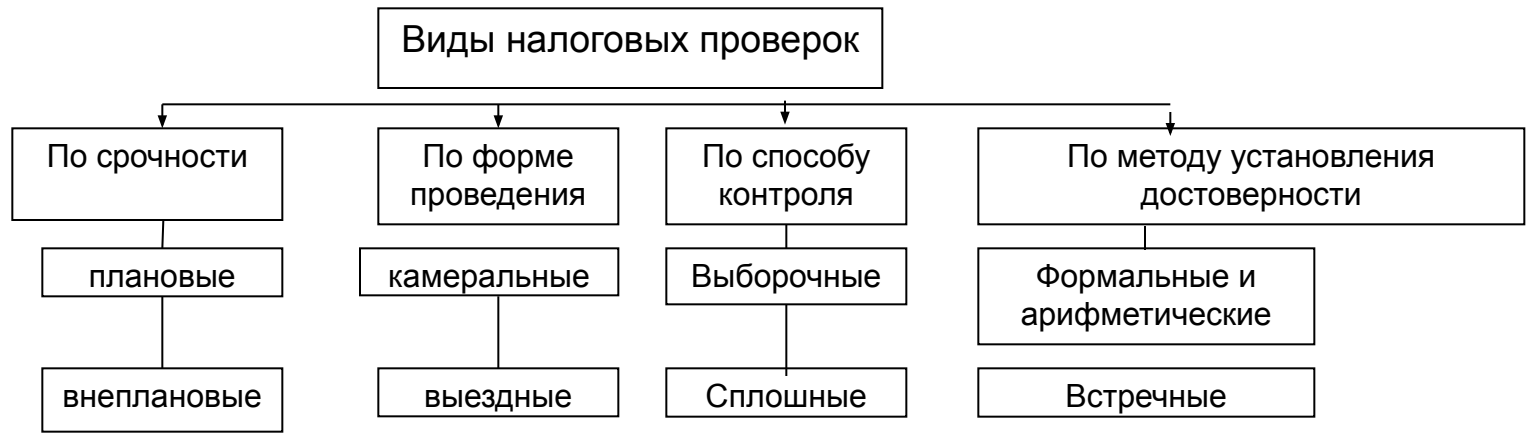 Виды налоговых проверок
По срочности
По форме
проведения
По способу
контроля
По методу установления
достоверности
плановые
камеральные
Выборочные
Формальные и
арифметические
внеплановые
выездные
Сплошные
Встречные